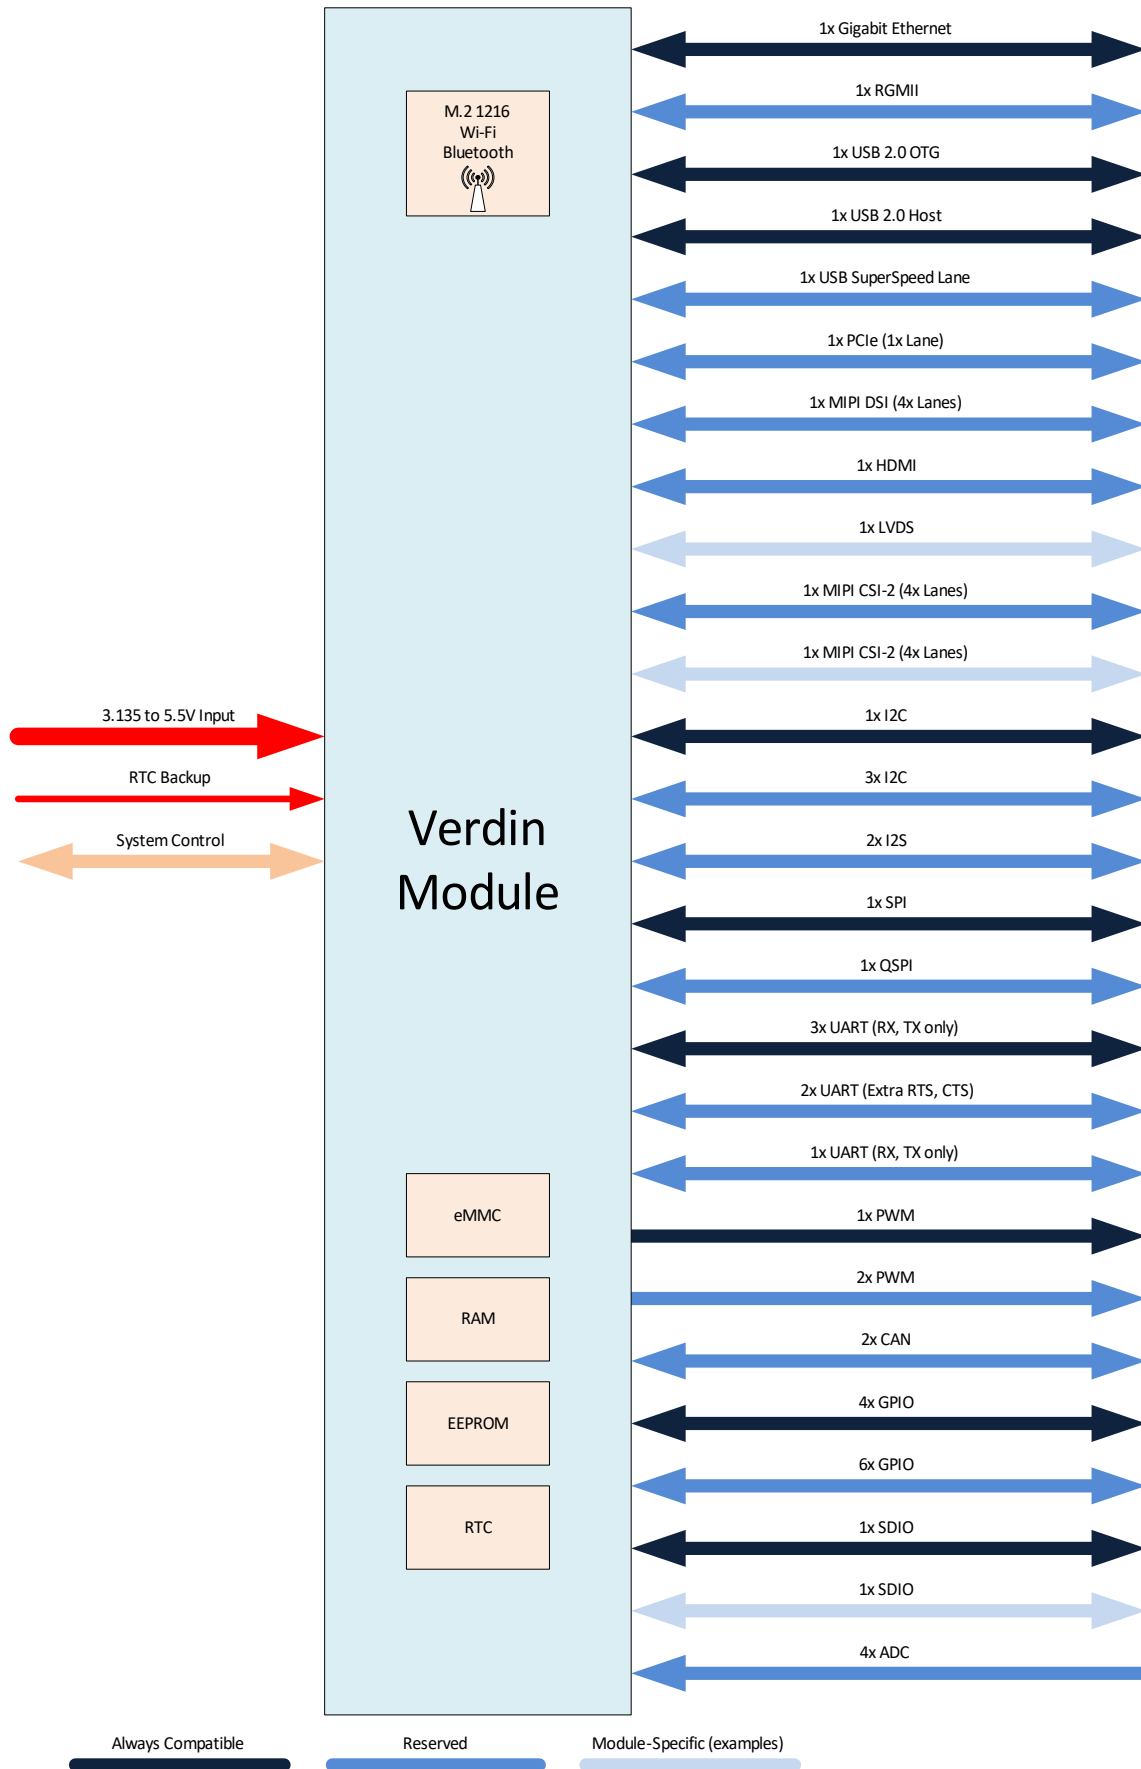 1x Gigabit Ethernet
1x RGMII
1x USB 2.0 OTG
1x USB 2.0 Host
1x USB SuperSpeed Lane
1x PCIe (1x Lane)
1x MIPI DSI (4x Lanes)
1x HDMI
1x LVDS
1x MIPI CSI-2 (4x Lanes)
1x MIPI CSI-2 (4x Lanes)
1x I2C
3x I2C
2x I2S
1x SPI
1x QSPI
3x UART (RX, TX only)
2x UART (Extra RTS, CTS)
1x UART (RX, TX only)
1x PWM
2x PWM
2x CAN
4x GPIO
6x GPIO
1x SDIO
1x SDIO
4x ADC
M.2 1216
Wi-Fi
Bluetooth
3.135 to 5.5V Input
RTC Backup
System Control
Verdin
Module
eMMC
RAM
EEPROM
RTC
Always Compatible
Reserved
Module-Specific (examples)